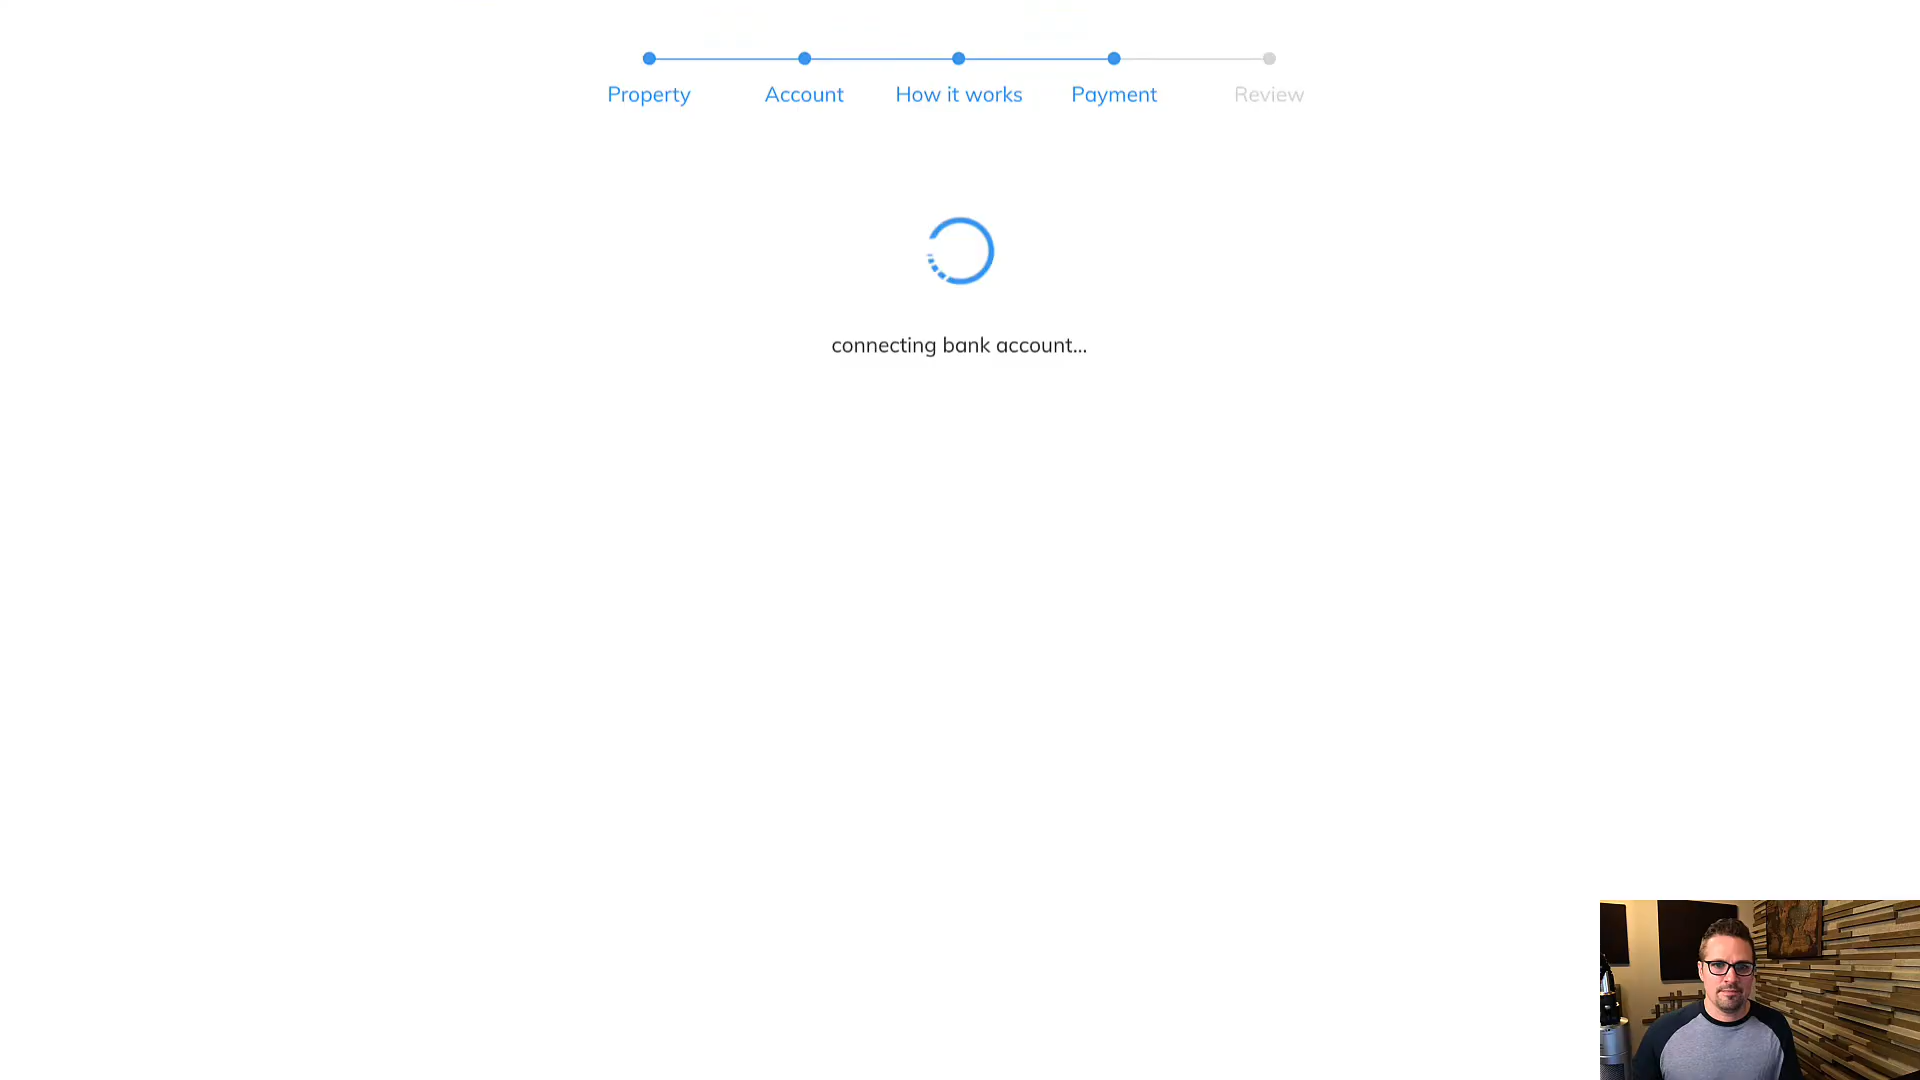 Property
Account
How it works
Payment
Review
connecting bank account...